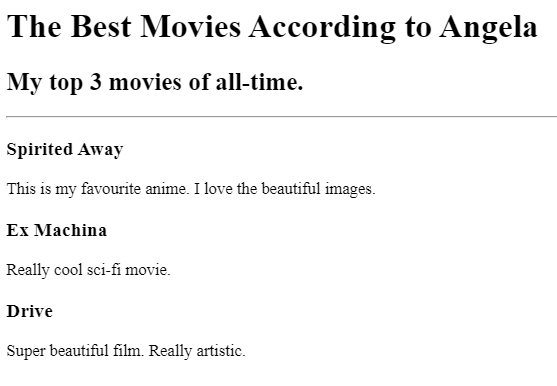 The Best Movies According to Angela
My top 3 movies of all-time.
Spirited Away
This is my favourite anime. I love the beautiful images.
Ex Machina
Really cool sci-fi movie.
Drive
Super beautiful film. Really artistic.